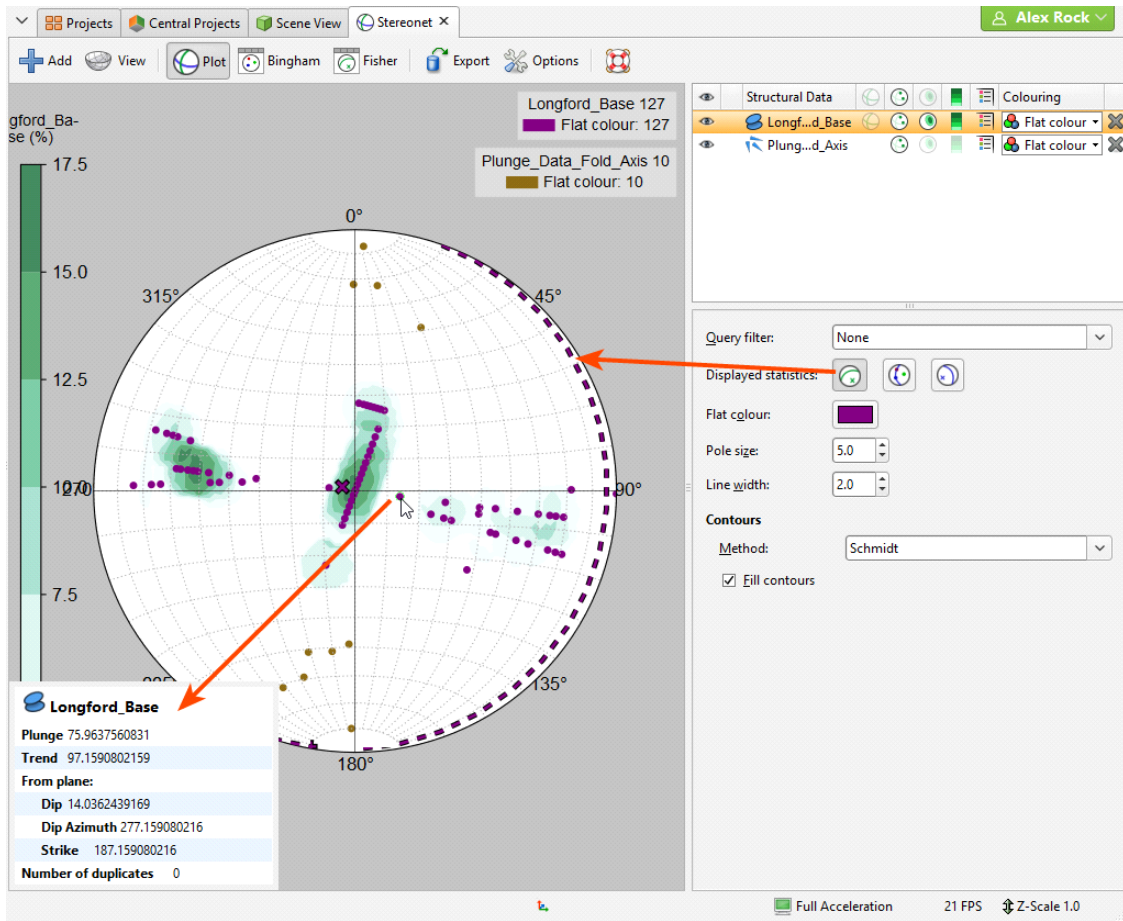 Projects
Central Projects
Scene View
Stereonet
Alex Rock
Add
View
Plot
Bingham
Fisher
Export
Options
Longford_Base 127
Flat colour: 127
Plunge_Data_Fold_Axis 10
Flat colour: 10
gford_Ba-
se (%)
17.5
15.0
12.5
7.5
0°
45°
90°
135°
180°
270
315°
Longford_Base
Plunge 75.9637560831
Trend 97.1590802159
From plane:
Dip 14.0362439169
Dip Azimuth 277.159080216
Strike 187.159080216
Number of duplicates 0
Structural Data
Colouring
Longf...d_Base
Flat colour
Plung...d_Axis
Flat colour
Query filter:
None
Displayed statistics:
Flat colour:
Pole size:
5.0
Line width:
2.0
Contours
Method:
Schmidt
Fill contours
Full Acceleration
21 FPS
Z-Scale 1.0